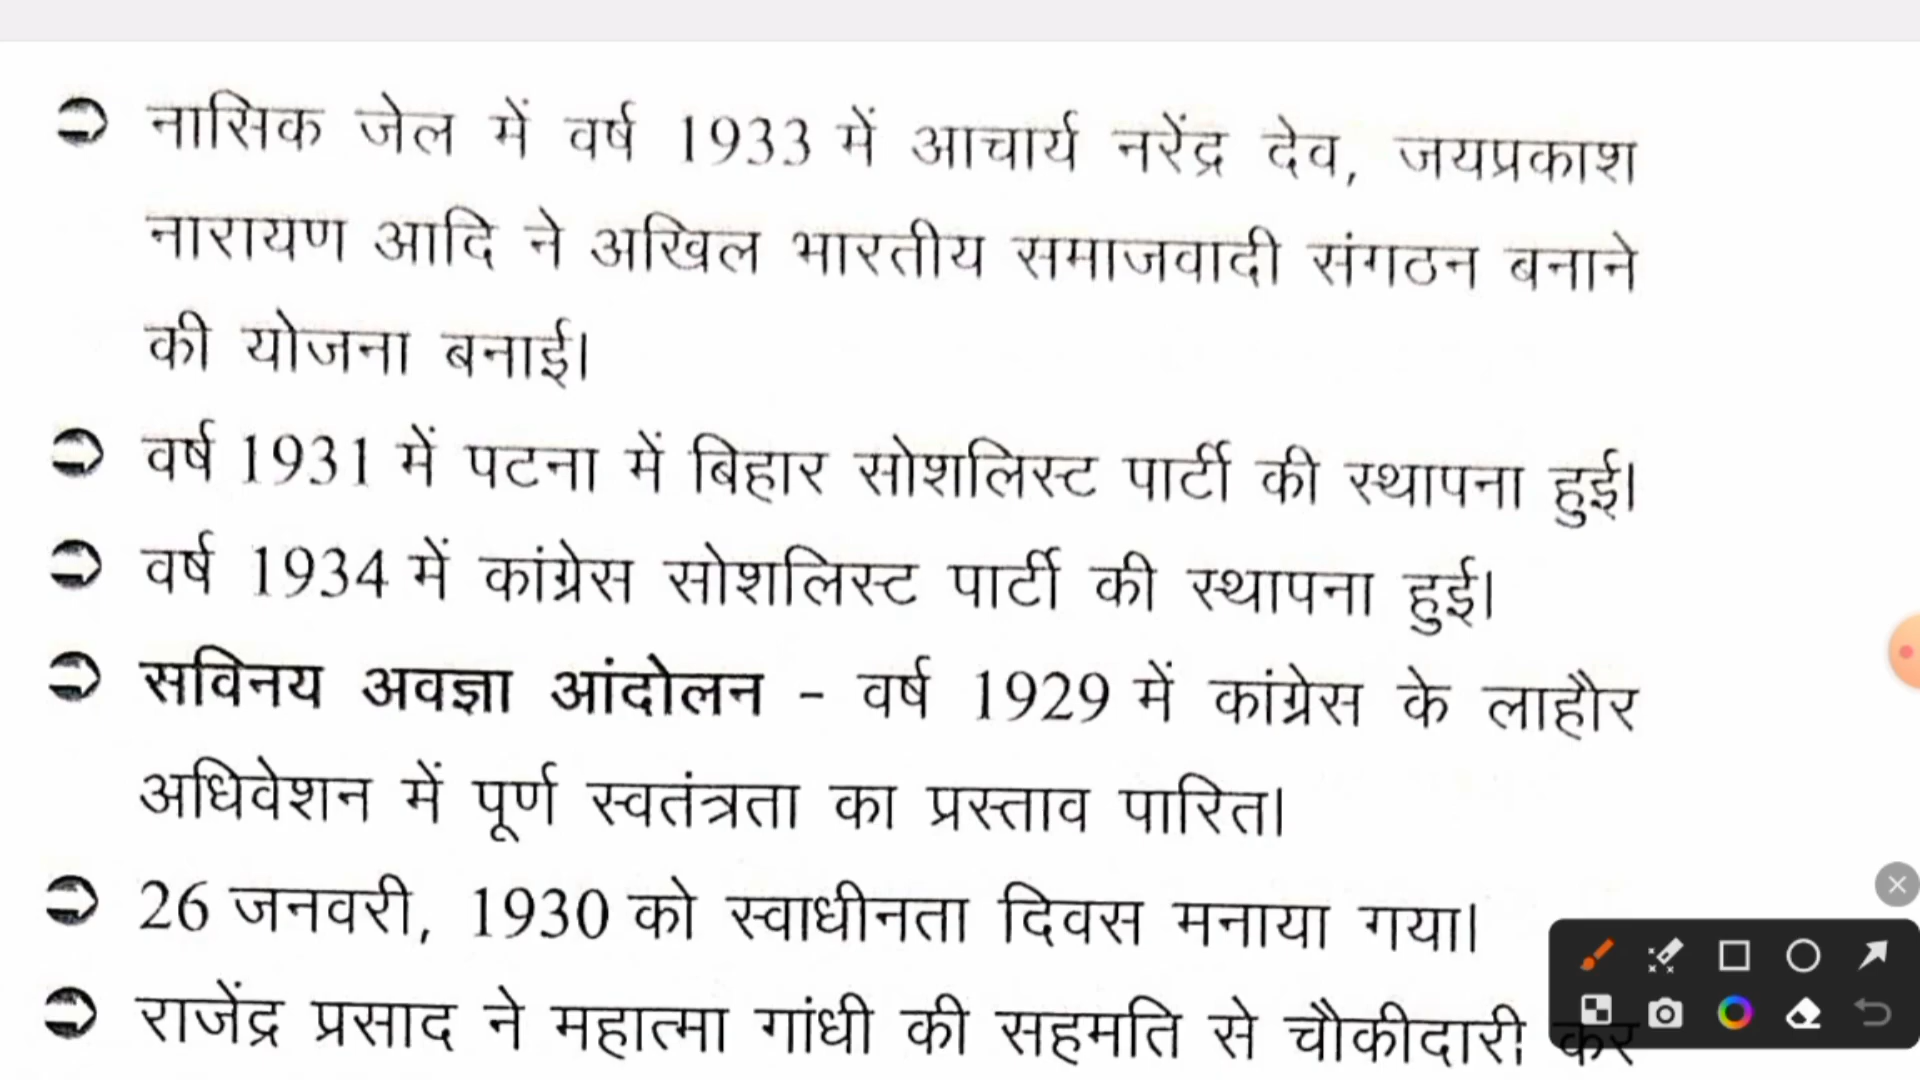 नासिक जेल में वर्ष 1933 में आचार्य नरेंद्र देव, जयप्रकाश
नारायण आदि ने अखिल भारतीय समाजवादी संगठन बनाने
की योजना बनाई।
वर्ष 1931 में पटना में बिहार सोशलिस्ट पार्टी की स्थापना हुई।
वर्ष 1934 में कांग्रेस सोशलिस्ट पार्टी की स्थापना हुई।
सविनय अवज्ञा आंदोलन - वर्ष 1929 में कांग्रेस के लाहौर
अधिवेशन में पूर्ण स्वतंत्रता का प्रस्ताव पारित।
26 जनवरी, 1930 को स्वाधीनता दिवस मनाया गया।
राजेंद्र प्रसाद ने महात्मा गांधी की सहमति से चौकीदारी कर